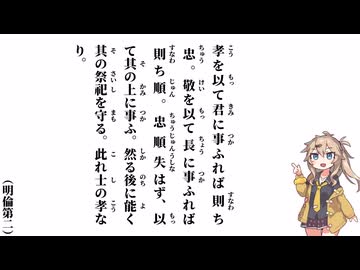 孝を以て君に事ふれば則ち
忠。敬を以て長に事ふれば
則ち順。忠順失はず、以
て其の上に事ふ。然る後に能く
其の祭祀を守る。此れ士の孝な
り。
（明倫第二）